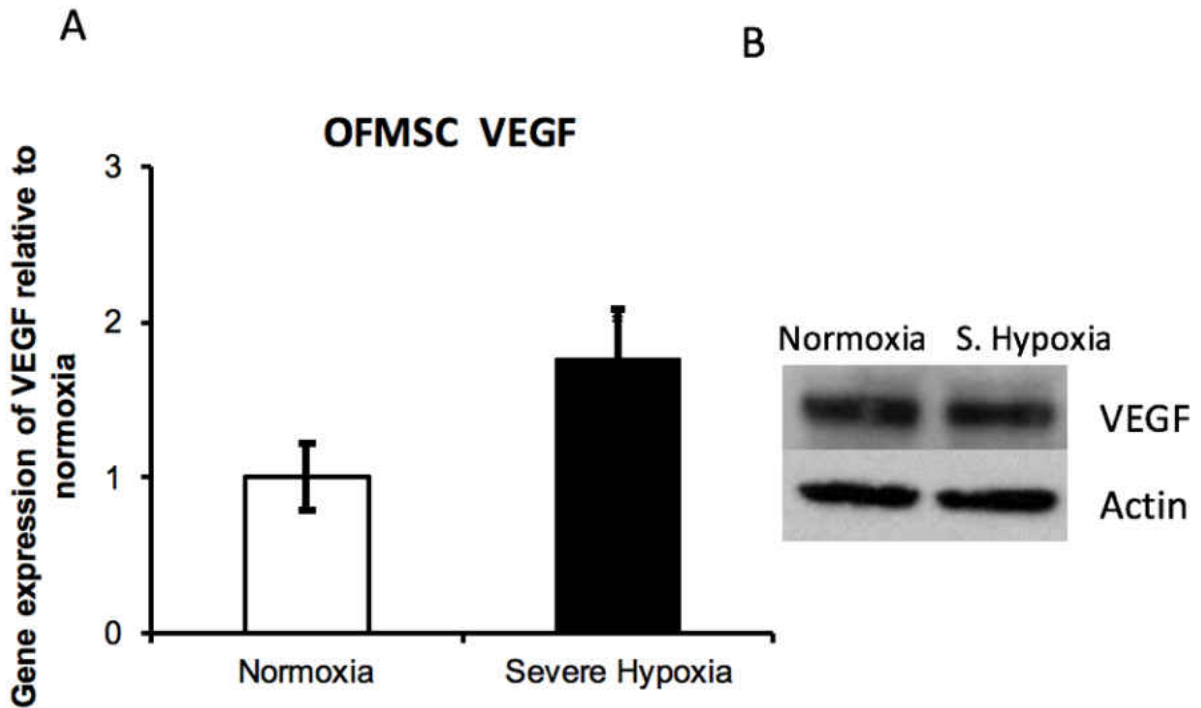 A
B
OFMSC VEGF
Gene expression of VEGF relative to
normoxia
3
2
1
0
Normoxia
Severe Hypoxia
Normoxia
S. Hypoxia
VEGF
Actin